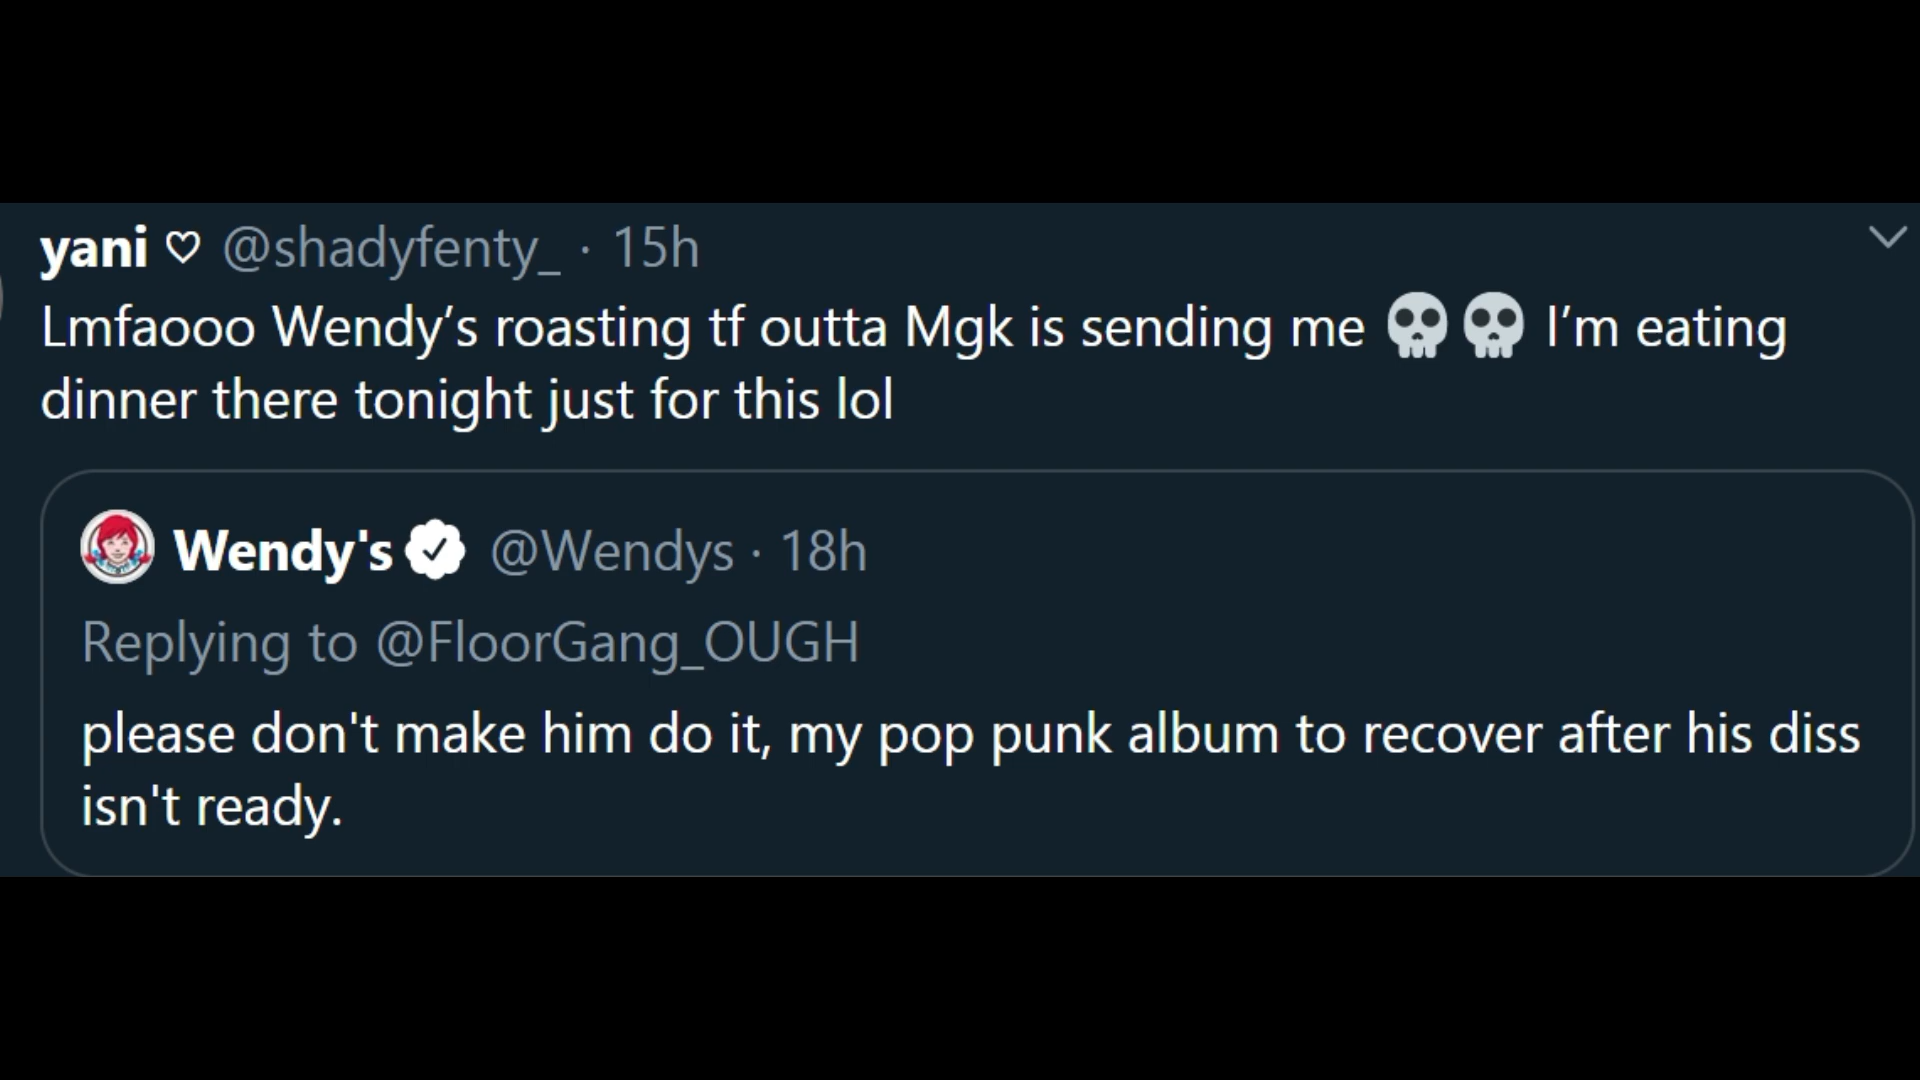 yani ♡ @shadyfenty_ · 15h
Lmfaooo Wendy’s roasting tf outta Mgk is sending me 💀💀 I’m eating
dinner there tonight just for this lol
Wendy's @Wendys · 18h
Replying to @FloorGang_OUGH
please don't make him do it, my pop punk album to recover after his diss
isn't ready.